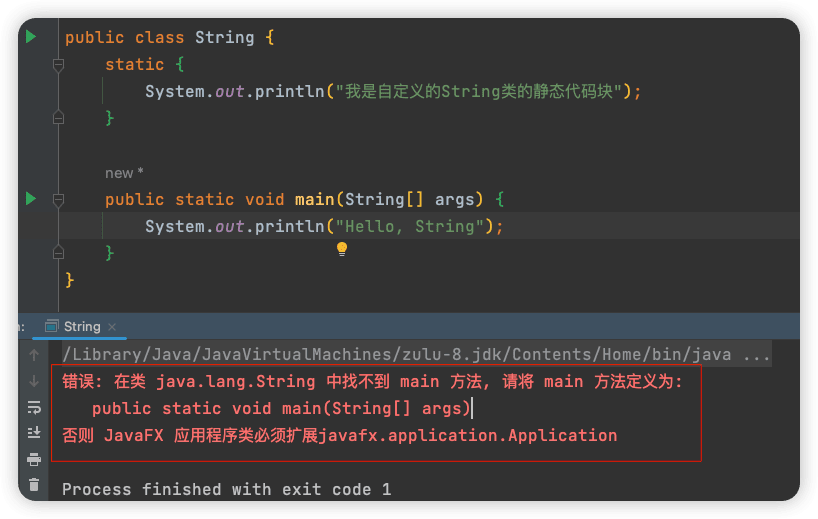 public class String {
static {
System.out.println("我是自定义的String类的静态代码块");
}
new *
public static void main(String[] args) {
System.out.println("Hello, String");
}
}
: String ×
/Library/Java/JavaVirtualMachines/zulu-8.jdk/Contents/Home/bin/java ...
错误: 在类 java.lang.String 中找不到 main 方法, 请将 main 方法定义为:
public static void main(String[] args)
否则 JavaFX 应用程序类必须扩展javafx.application.Application
Process finished with exit code 1